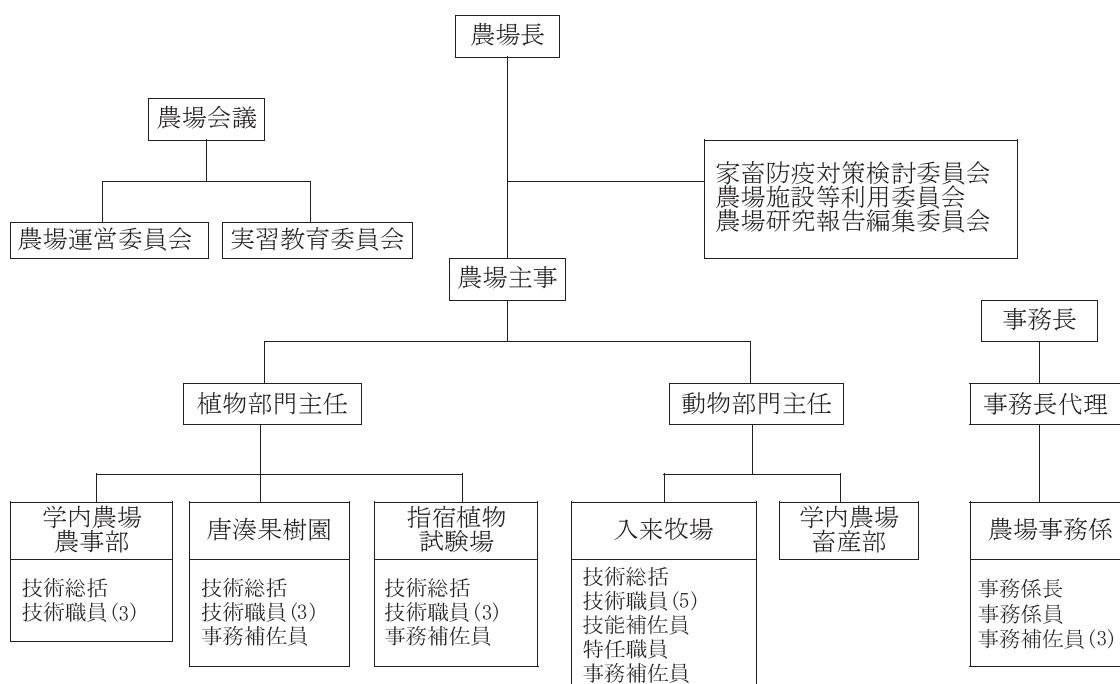 農場長
農場会議
家畜防疫対策検討委員会
農場施設等利用委員会
農場研究報告編集委員会
農場運営委員会
実習教育委員会
農場主事
事務長
植物部門主任
動物部門主任
事務長代理
学内農場
農事部
技術総括
技術職員(3)
唐湊果樹園
技術総括
技術職員(3)
事務補佐員
指宿植物
試験場
技術総括
技術職員(3)
事務補佐員
入来牧場
技術総括
技術職員(5)
技能補佐員
特任職員
事務補佐員
学内農場
畜産部
農場事務係
事務係長
事務係員
事務補佐員(3)